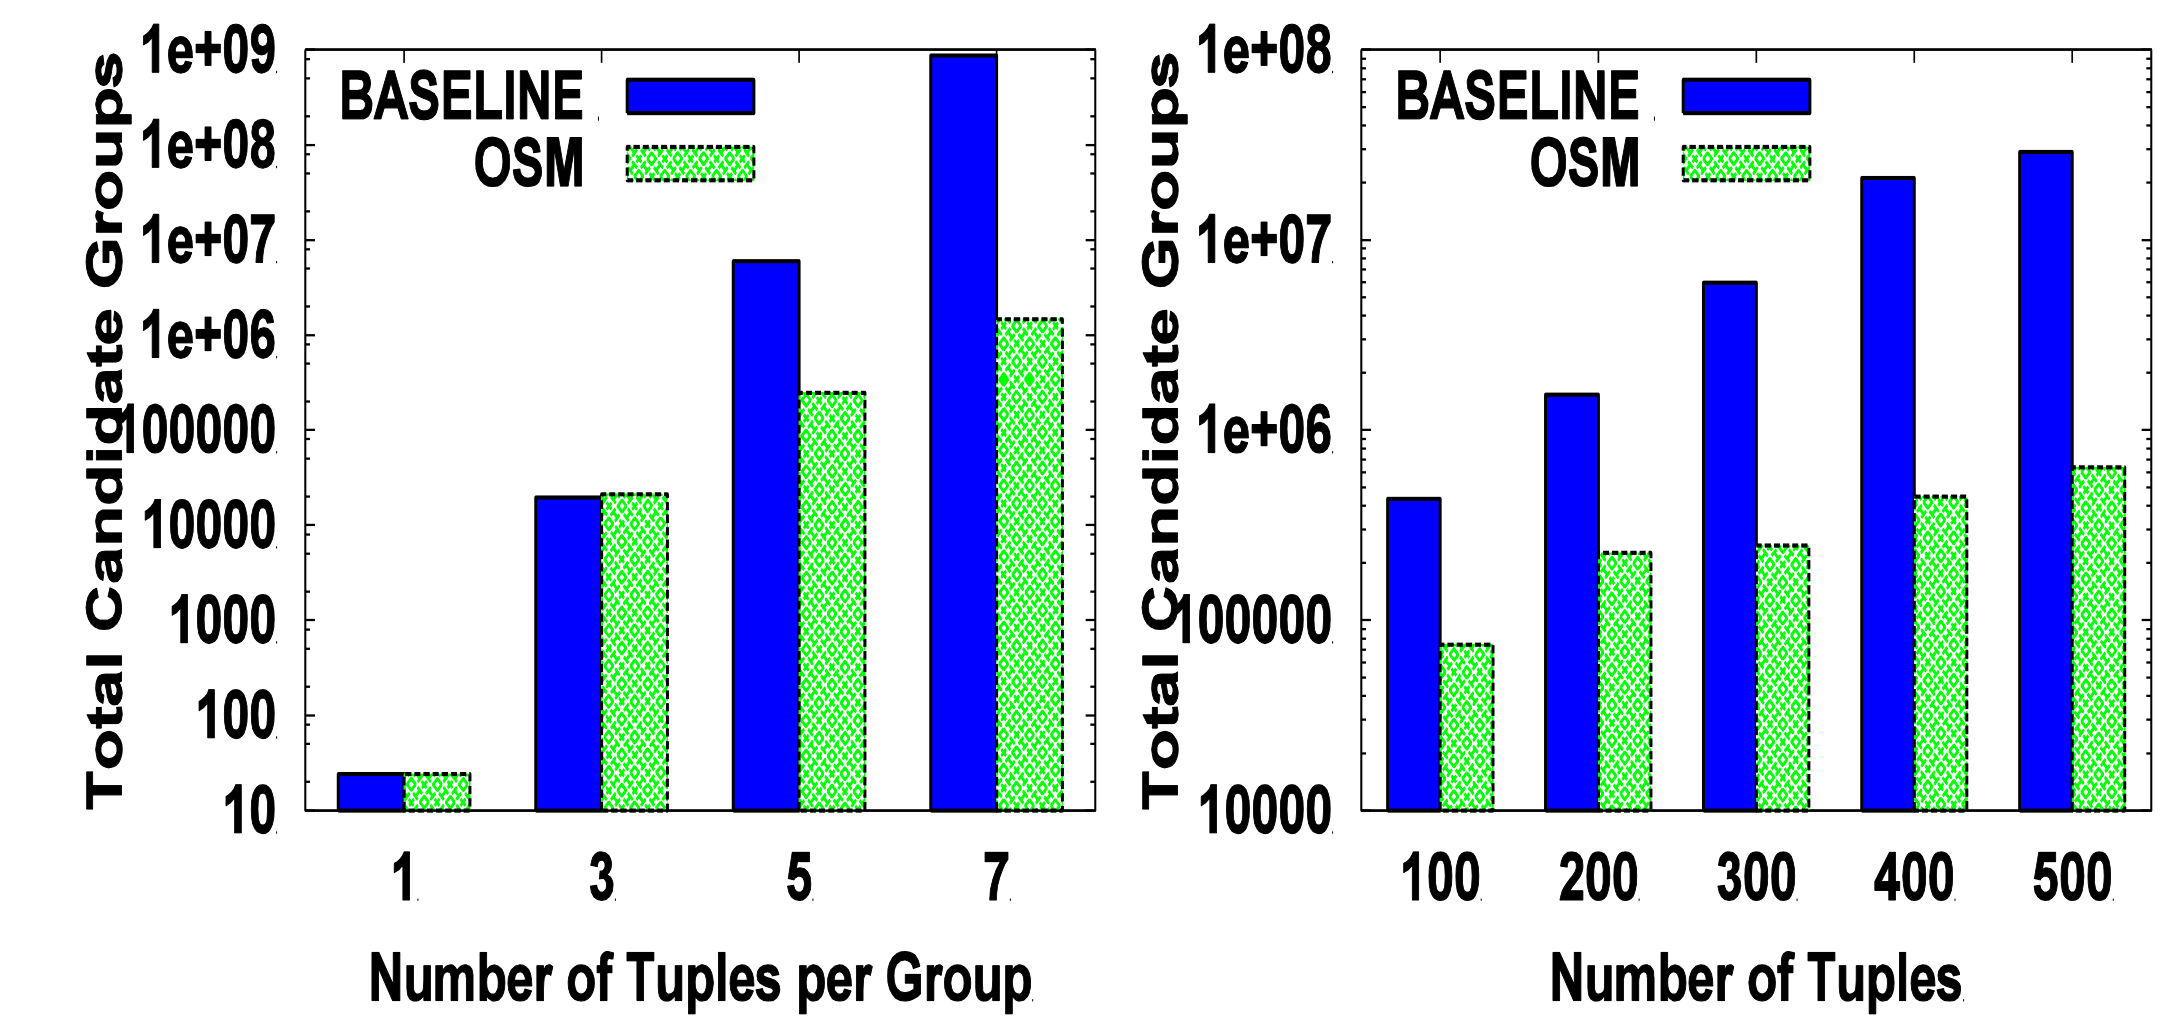 Total Candidate Groups
1e+09
1e+08
1e+07
1e+06
100000
10000
1000
100
10
BASELINE
OSM
1 3 5 7
Number of Tuples per Group
Total Candidate Groups
1e+08
1e+07
1e+06
100000
10000
BASELINE
OSM
100 200 300 400 500
Number of Tuples